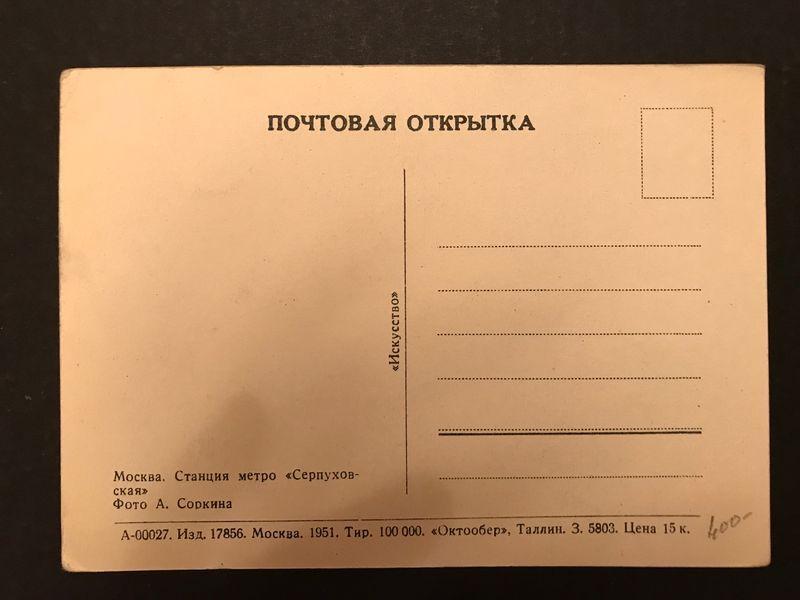 ПОЧТОВАЯ ОТКРЫТКА
«Искусство»
Москва. Станция метро «Серпухов-
ская»
Фото А. Соркина
А-00027. Изд. 17856. Москва. 1951. Тир. 100 000. «Октообер», Таллин. З. 5803. Цена 15 к.
400-